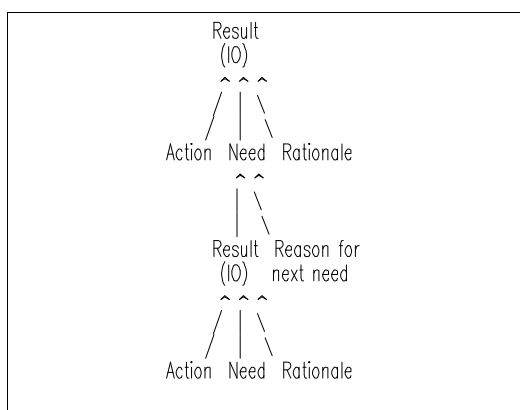 Result
(IO)
^ ^ ^
Action Need Rationale
^ ^
Result Reason for
(IO) next need
^ ^ ^
Action Need Rationale